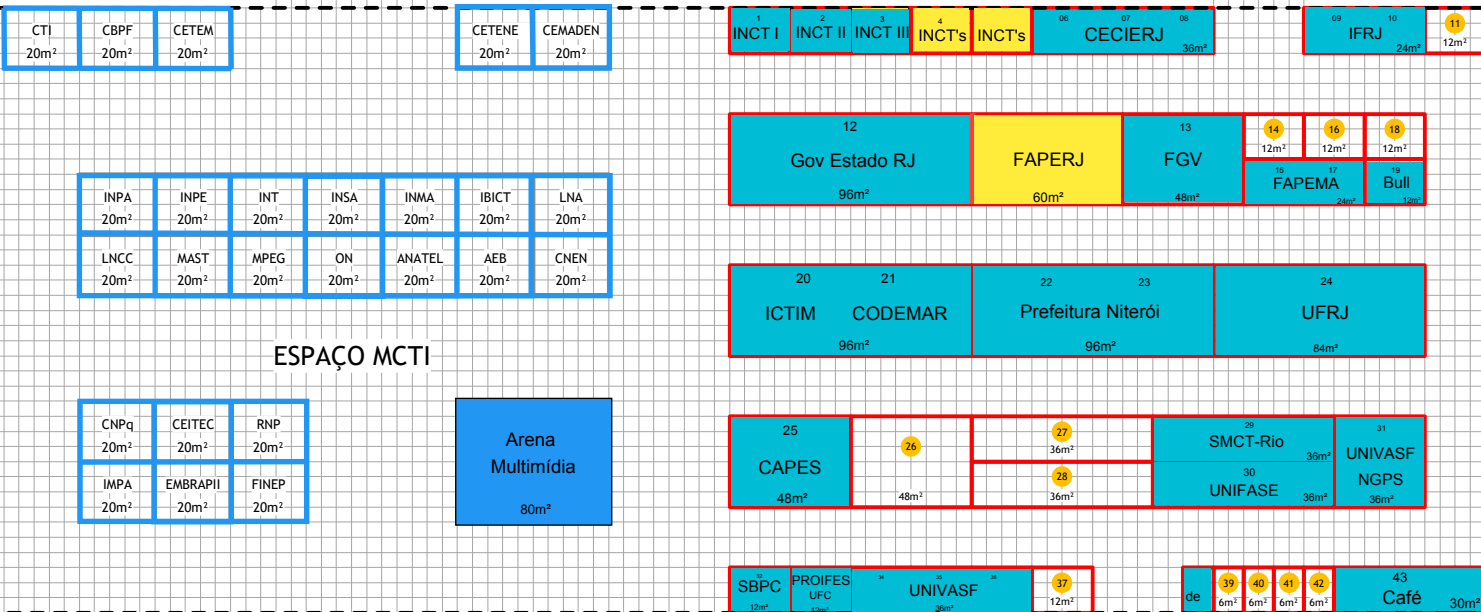 CTI CBPF CETEM
20m² 20m² 20m²
CETENE CEMADEN
20m² 20m²
1 2 3 4 06 07 08
INCT I INCT II INCT III INCT's INCT's CECIERJ
36m²
09 10 11
IFRJ
24m² 12m²
12 13 14 16 18
Gov Estado RJ FAPERJ FGV
12m² 12m² 12m²
15 17 19
FAPEMA Bull
96m² 60m² 48m² 24m² 12m²
INPA INPE INT INSA INMA IBICT LNA
20m² 20m² 20m² 20m² 20m² 20m² 20m²
LNCC MAST MPEG ON ANATEL AEB CNEN
20m² 20m² 20m² 20m² 20m² 20m² 20m²
20 21 22 23 24
ICTIM CODEMAR Prefeitura Niterói UFRJ
96m² 96m² 84m²
ESPAÇO MCTI
CNPq CEITEC RNP
20m² 20m² 20m²
IMPA EMBRAPII FINEP
20m² 20m² 20m²
Arena
Multimídia
80m²
25 26 27 29 31
CAPES
36m²
SMCT-Rio
36m²
UNIVASF
NGPS
28 30
UNIFASE
48m² 48m² 36m² 36m² 36m²
32 34 35 36 37
SBPC PROIFES UNIVASF
UFC
12m² 12m² 36m² 12m²
de 39 40 41 42 43
Café
6m² 6m² 6m² 6m² 30m²